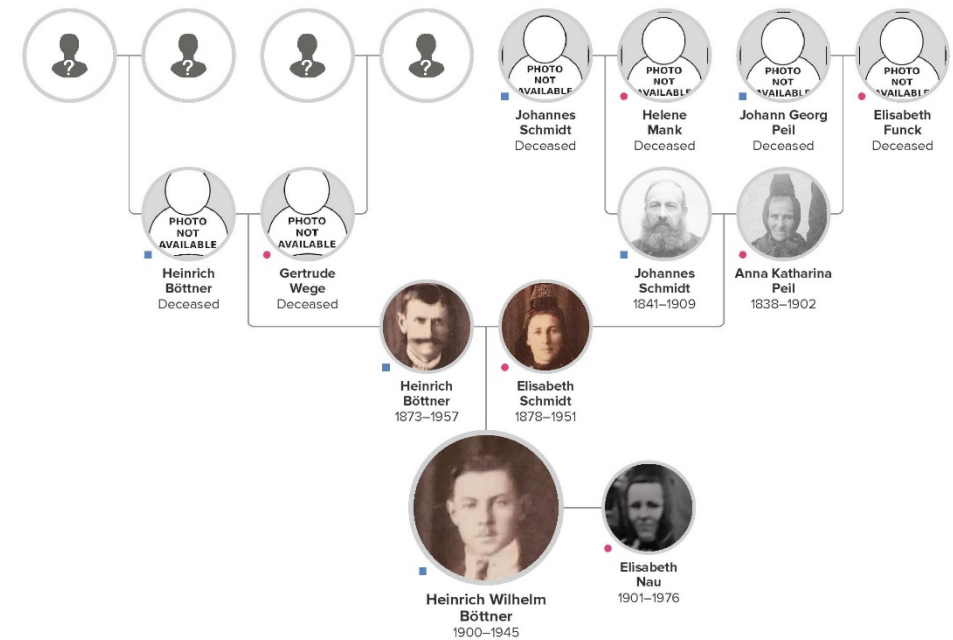 ?
?
?
?
PHOTO
NOT
AVAILABLE
PHOTO
NOT
AVAILABLE
PHOTO
NOT
AVAILABLE
PHOTO
NOT
AVAILABLE
Johannes
Schmidt
Deceased
Helene
Mank
Deceased
Johann Georg
Peil
Deceased
Elisabeth
Funck
Deceased
PHOTO
NOT
AVAILABLE
PHOTO
NOT
AVAILABLE
Heinrich
Böttner
Deceased
Gertrude
Wege
Deceased
Johannes
Schmidt
1841–1909
Anna Katharina
Peil
1838–1902
Heinrich
Böttner
1873–1957
Elisabeth
Schmidt
1878–1951
Heinrich Wilhelm
Böttner
1900–1945
Elisabeth
Nau
1901–1976